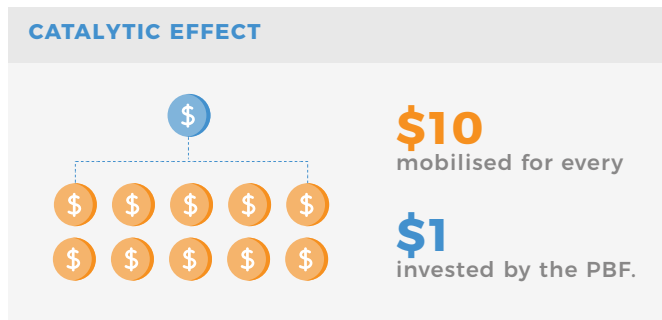 CATALYTIC EFFECT
$
$ $ $ $ $
$ $ $ $ $
$10
mobilised for every
$1
invested by the PBF.